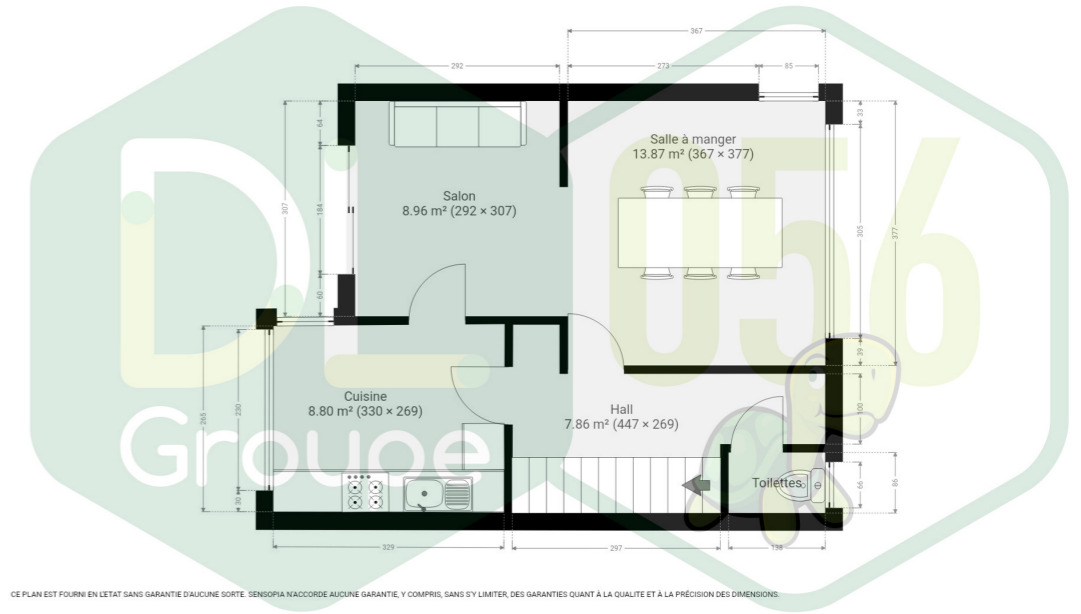 367
292
273
85
33
64
Salle à manger
13.87 m² (367 × 377)
Salon
8.96 m² (292 × 307)
307
184
305
377
60
39
DL
056
Groupe
Cuisine
8.80 m² (330 × 269)
Hall
7.86 m² (447 × 269)
265
230
100
30
Toilettes
66
86
329
297
138
CE PLAN EST FOURNI EN L'ETAT SANS GARANTIE D'AUCUNE SORTE. SENSOPIA N'ACCORDE AUCUNE GARANTIE, Y COMPRIS, SANS S'Y LIMITER, DES GARANTIES QUANT À LA QUALITE ET À LA PRÉCISION DES DIMENSIONS.